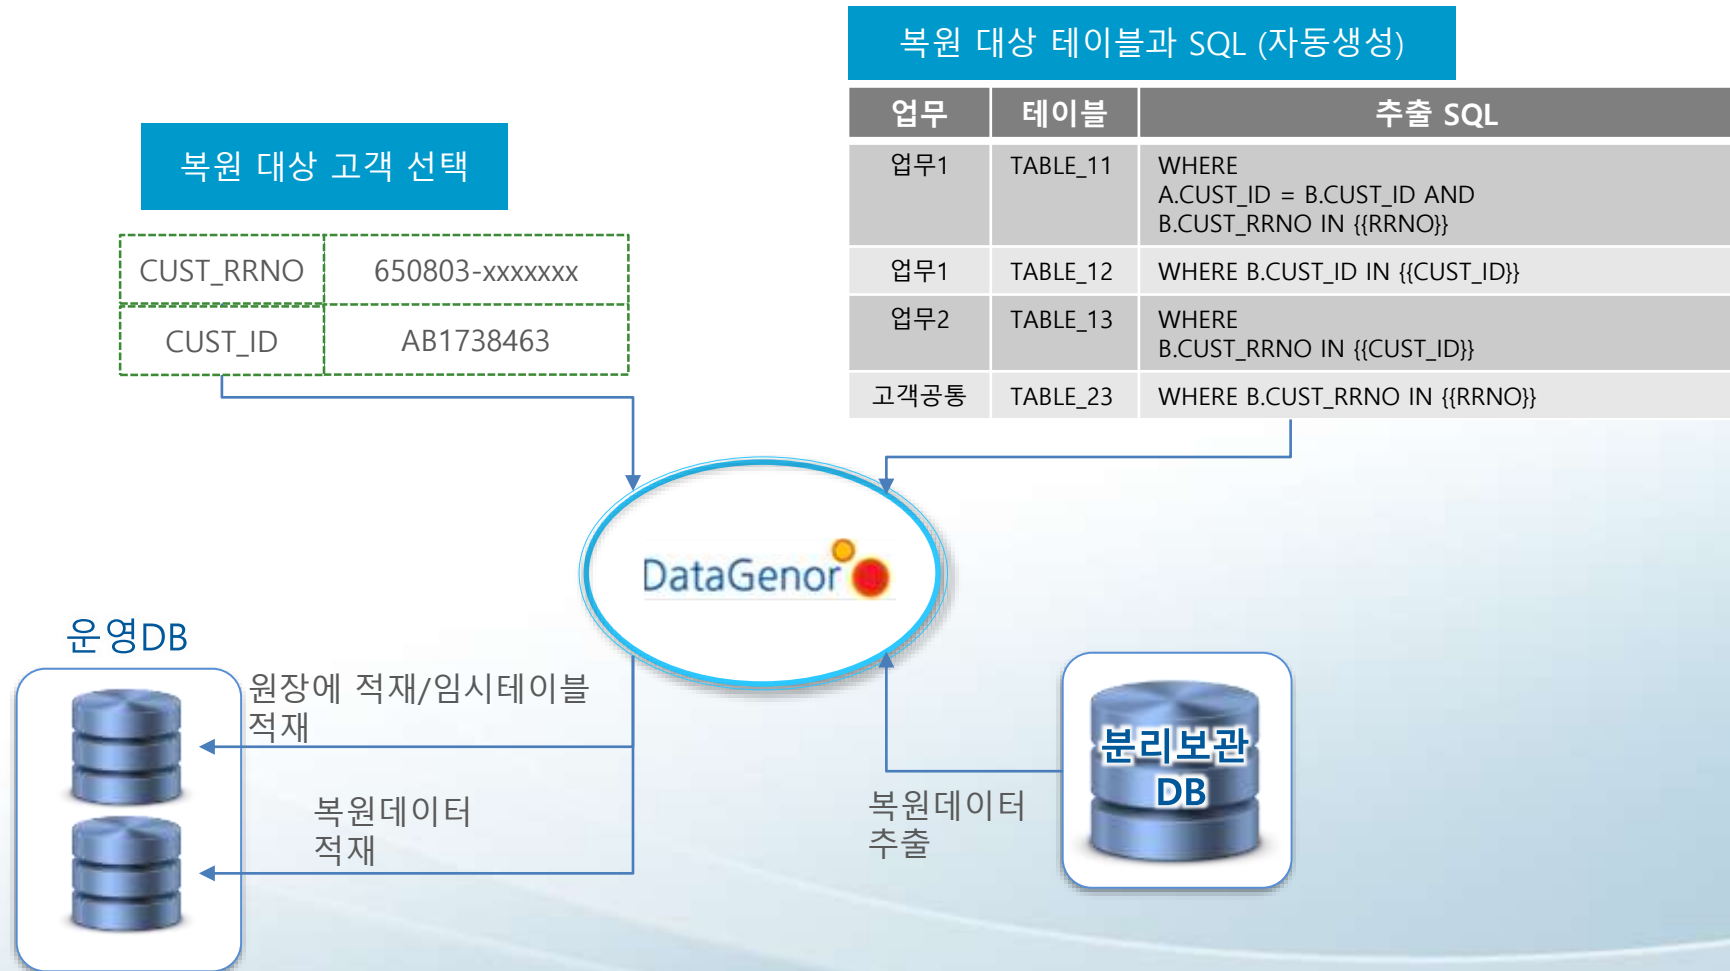 복원 대상 테이블과 SQL (자동생성)
업무 테이블 추출 SQL
업무1 TABLE_11 WHERE
A.CUST_ID = B.CUST_ID AND
B.CUST_RRNO IN {{RRNO}}
업무1 TABLE_12 WHERE B.CUST_ID IN {{CUST_ID}}
업무2 TABLE_13 WHERE
B.CUST_RRNO IN {{CUST_ID}}
고객공통 TABLE_23 WHERE B.CUST_RRNO IN {{RRNO}}
복원 대상 고객 선택
CUST_RRNO 650803-xxxxxxx
CUST_ID AB1738463
DataGenor
운영DB
원장에 적재/임시테이블
적재
복원데이터
적재
복원데이터
추출
분리보관
DB